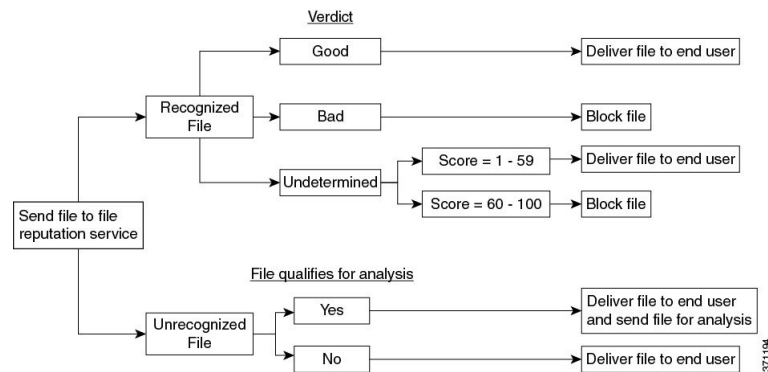 Verdict
Good
Deliver file to end user
Recognized
File
Bad
Block file
Undetermined
Score = 1 - 59
Deliver file to end user
Score = 60 - 100
Block file
Send file to file
reputation service
File qualifies for analysis
Unrecognized
File
Yes
Deliver file to end user
and send file for analysis
No
Deliver file to end user
371194